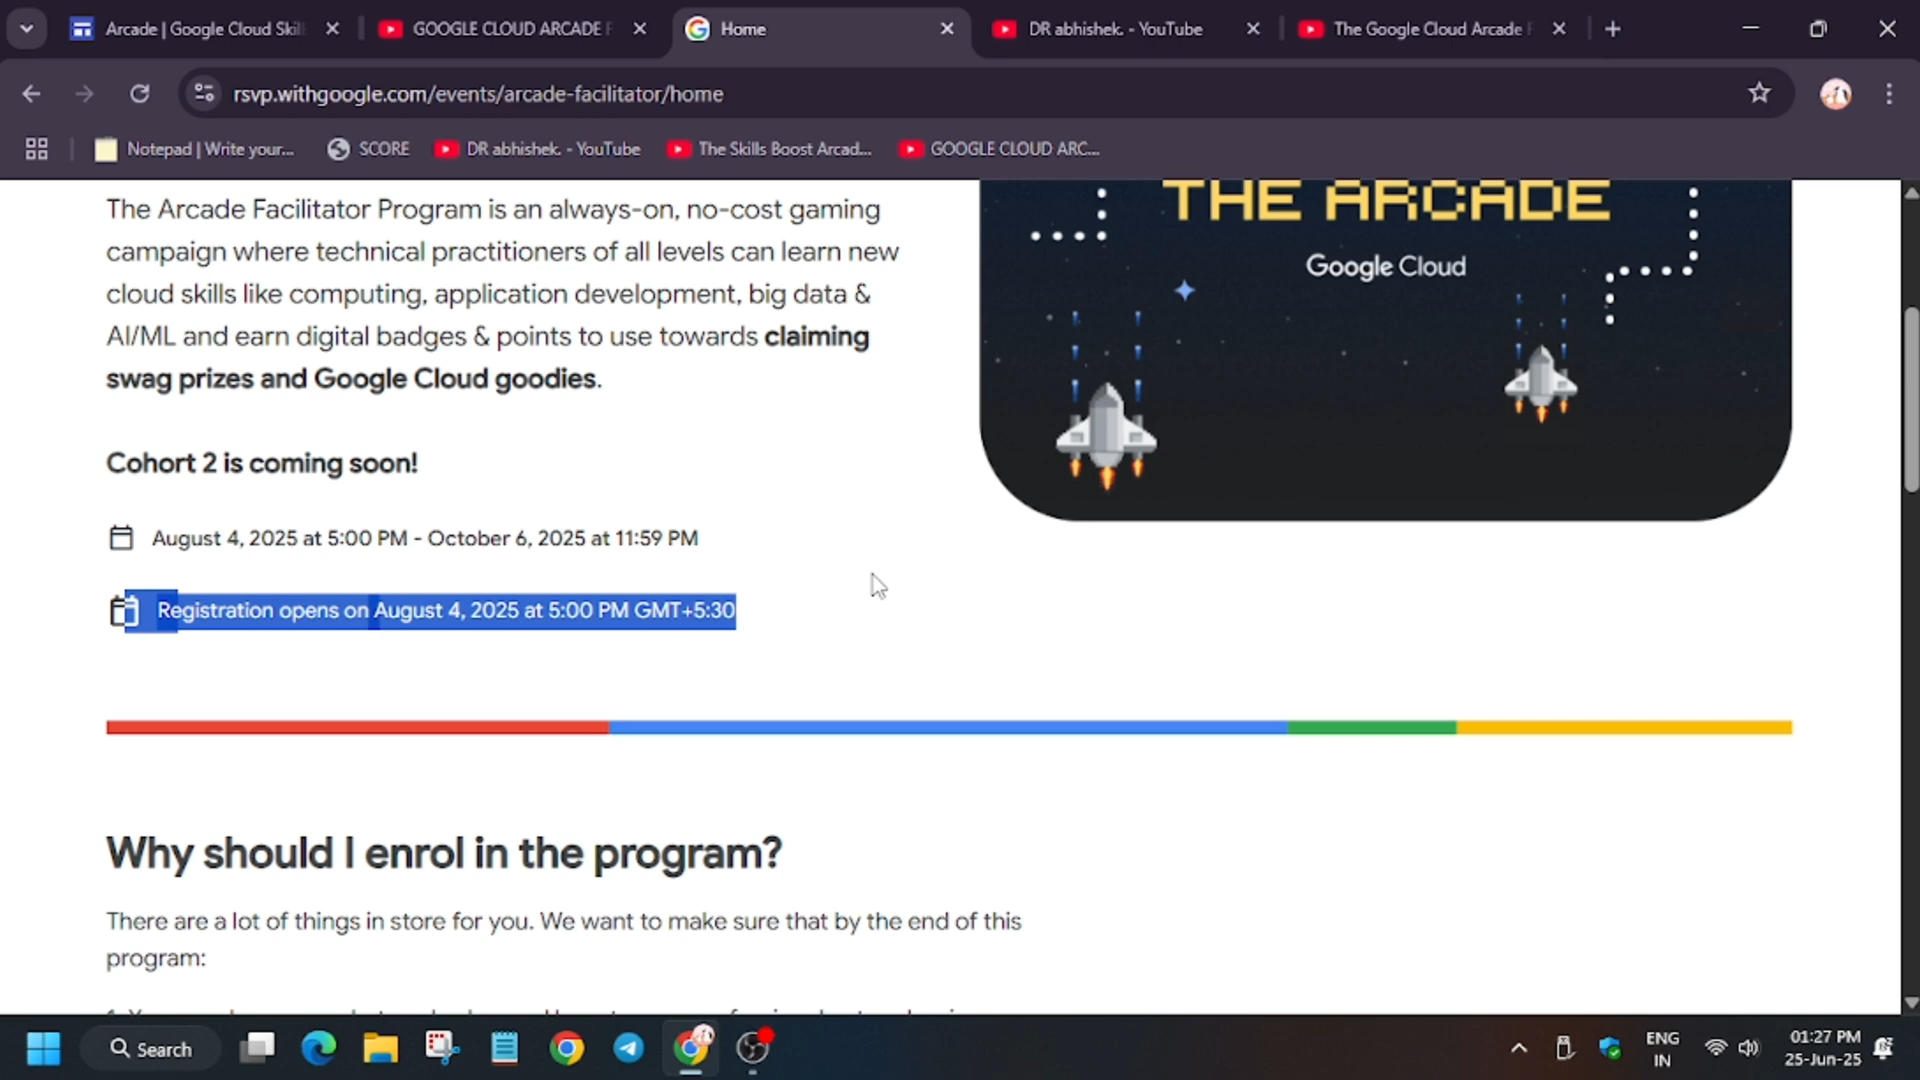 Arcade | Google Cloud Skil
GOOGLE CLOUD ARCADE F
Home
DR abhishek. - YouTube
The Google Cloud Arcade F
rsvp.withgoogle.com/events/arcade-facilitator/home
Notepad | Write your...
SCORE
DR abhishek. - YouTube
The Skills Boost Arcad...
GOOGLE CLOUD ARC...
The Arcade Facilitator Program is an always-on, no-cost gaming
campaign where technical practitioners of all levels can learn new
cloud skills like computing, application development, big data &
AI/ML and earn digital badges & points to use towards claiming
swag prizes and Google Cloud goodies.
Cohort 2 is coming soon!
August 4, 2025 at 5:00 PM - October 6, 2025 at 11:59 PM
Registration opens on August 4, 2025 at 5:00 PM GMT+5:30
THE ARCADE
Google Cloud
Why should I enrol in the program?
There are a lot of things in store for you. We want to make sure that by the end of this
program:
Search
ENG
IN
01:27 PM
25-Jun-25